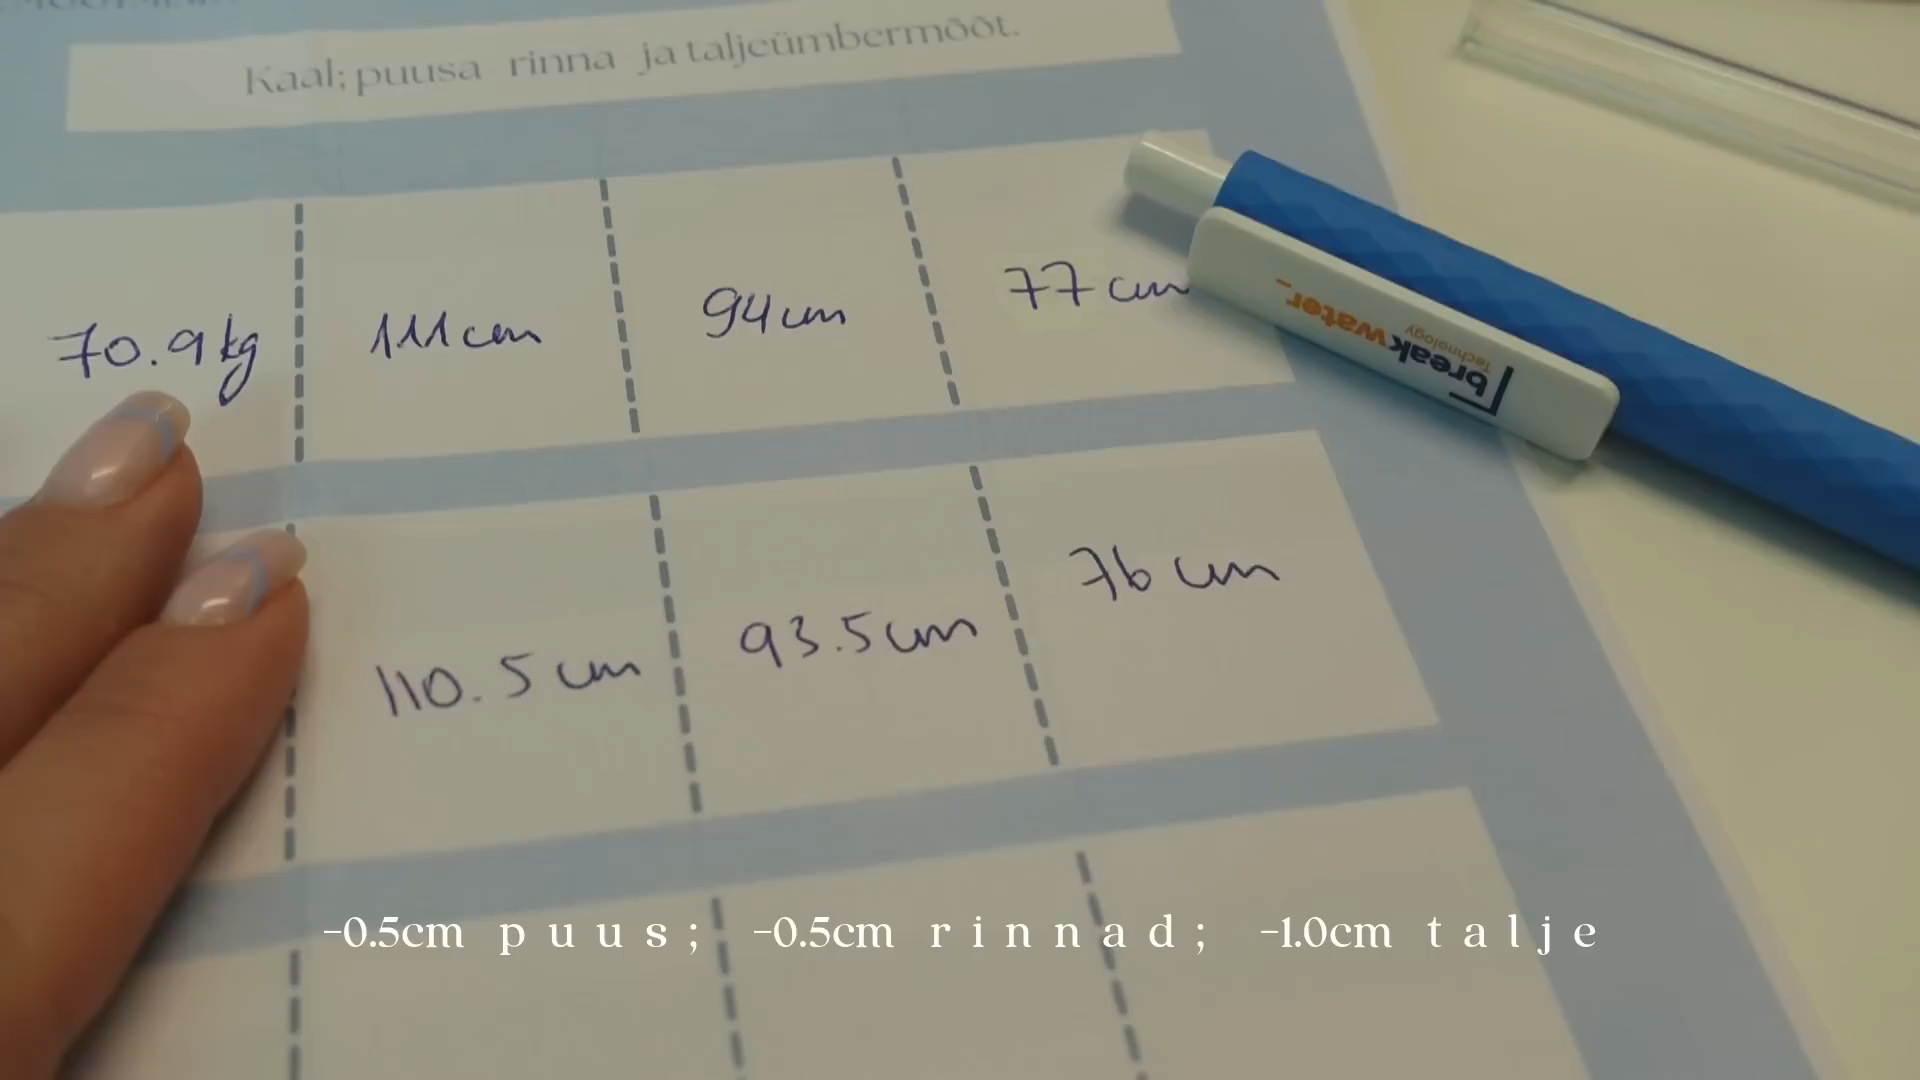 Kaal; puusa rinna ja taljeümbermõõt.
70.9kg 111cm 94cm 77cm
110.5cm 93.5cm 76cm
breakwater_
Technology
-0.5cm puus; -0.5cm rinnad; -1.0cm talje